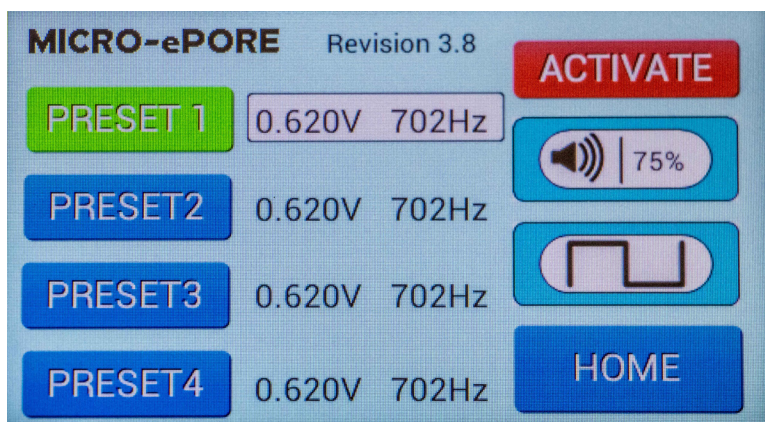 MICRO-ePORE Revision 3.8
ACTIVATE
PRESET 1 0.620V 702Hz
75%
PRESET2 0.620V 702Hz
PRESET3 0.620V 702Hz
PRESET4 0.620V 702Hz
HOME